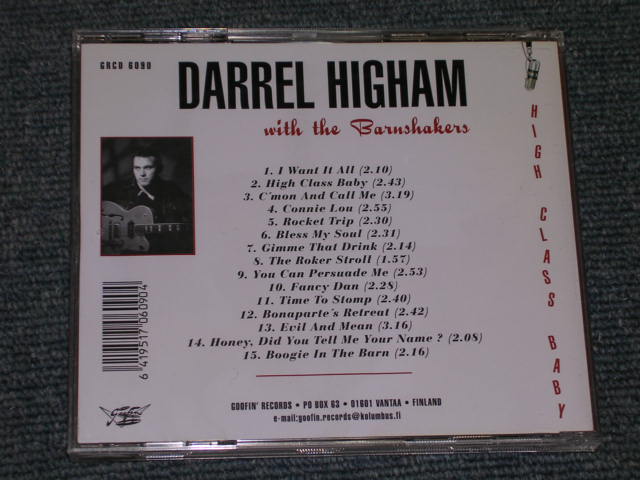 GRCD 6090
DARREL HIGHAM
with the Barnshakers
1. I Want It All (2.10)
2. High Class Baby (2.43)
3. C'mon And Call Me (3.19)
4. Connie Lou (2.55)
5. Rocket Trip (2.30)
6. Bless My Soul (2.31)
7. Gimme That Drink (2.14)
8. The Roker Stroll (1.57)
9. You Can Persuade Me (2.53)
10. Fancy Dan (2.28)
11. Time To Stomp (2.40)
12. Bonaparte's Retreat (2.42)
13. Evil And Mean (3.16)
14. Honey, Did You Tell Me Your Name ? (2.08)
15. Boogie In The Barn (2.16)
HIGH CLASS BABY
6 419517 060904
Goofin'
GOOFIN' RECORDS • PO BOX 63 • 01601 VANTAA • FINLAND
e-mail:goofin.records@kolumbus.fi